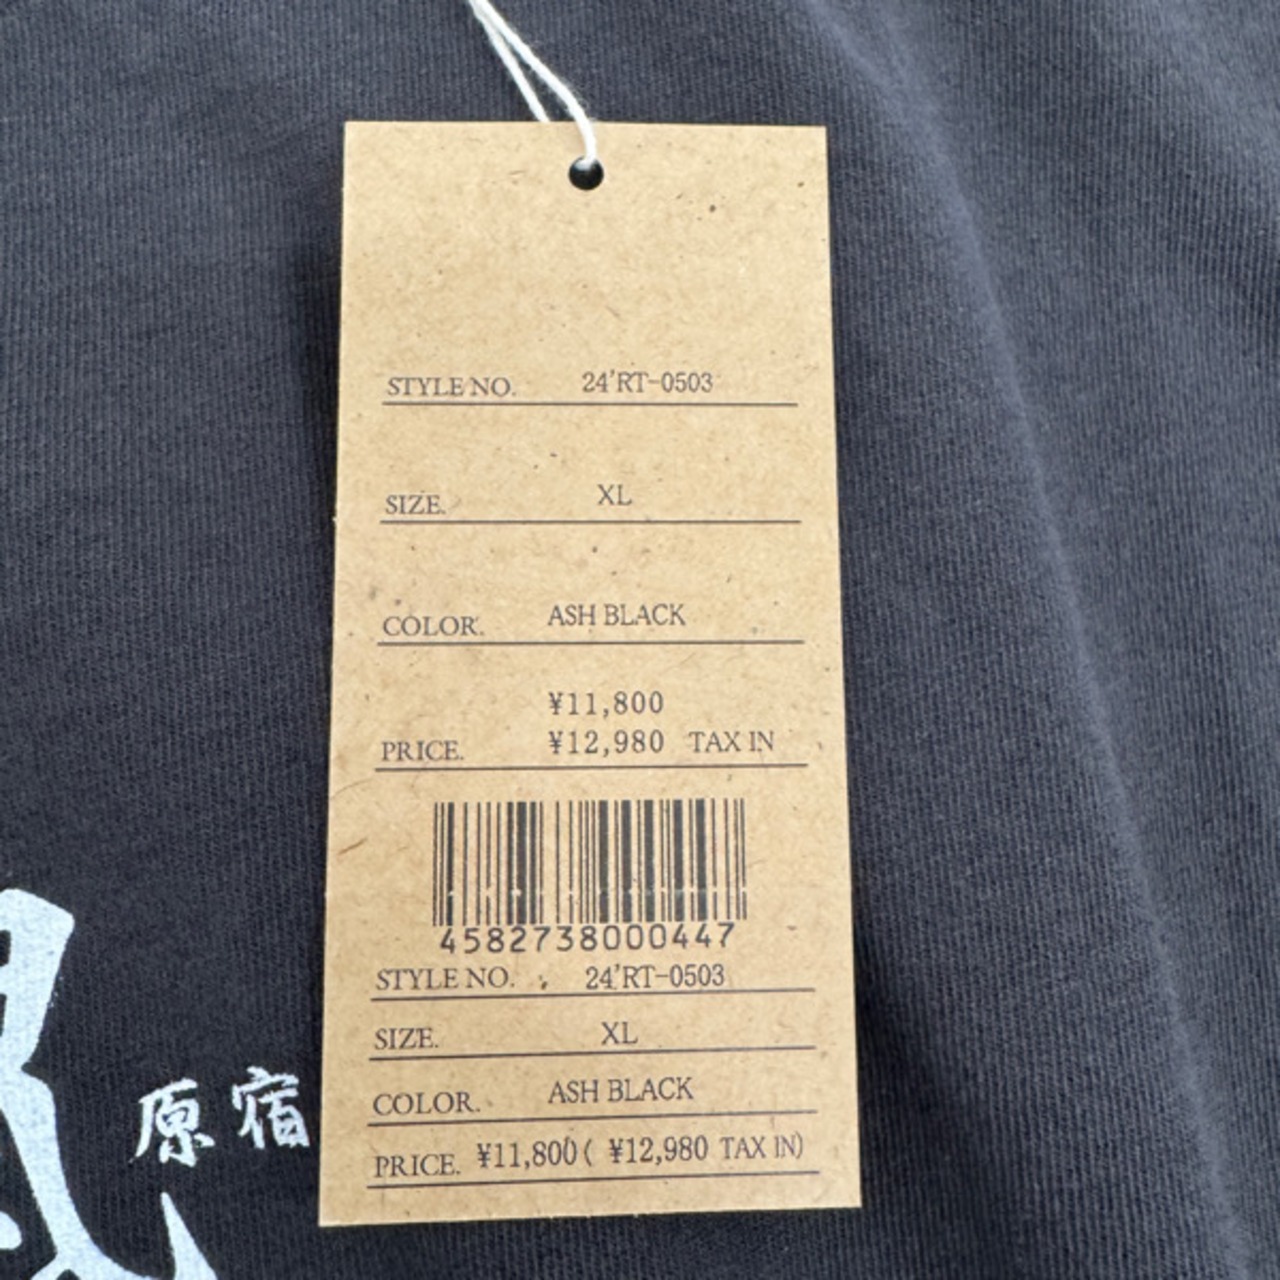 STYLE NO. 24'RT-0503
SIZE. XL
COLOR. ASH BLACK
¥11,800
PRICE. ¥12,980 TAX IN
4582738000447
STYLE NO. 24'RT-0503
SIZE. XL
COLOR. ASH BLACK
PRICE. ¥11,800 ( ¥12,980 TAX IN)
原宿